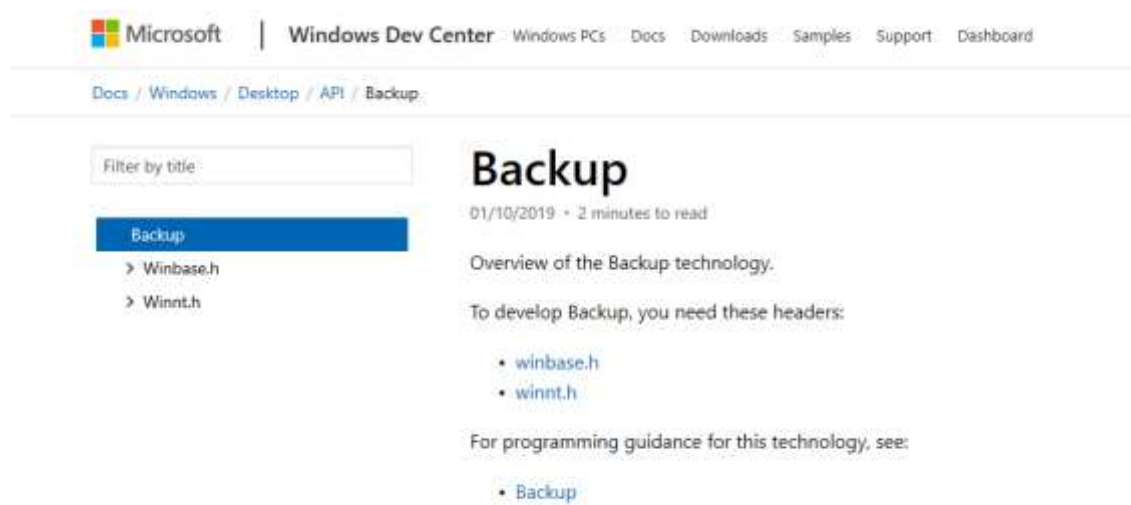 Microsoft | Windows Dev Center Windows PCs Docs Downloads Samples Support Dashboard
Docs / Windows / Desktop / API / Backup
Filter by title
Backup
> Winbase.h
> Winnt.h
Backup
01/10/2019 • 2 minutes to read
Overview of the Backup technology.
To develop Backup, you need these headers:
• winbase.h
• winnt.h
For programming guidance for this technology, see:
• Backup